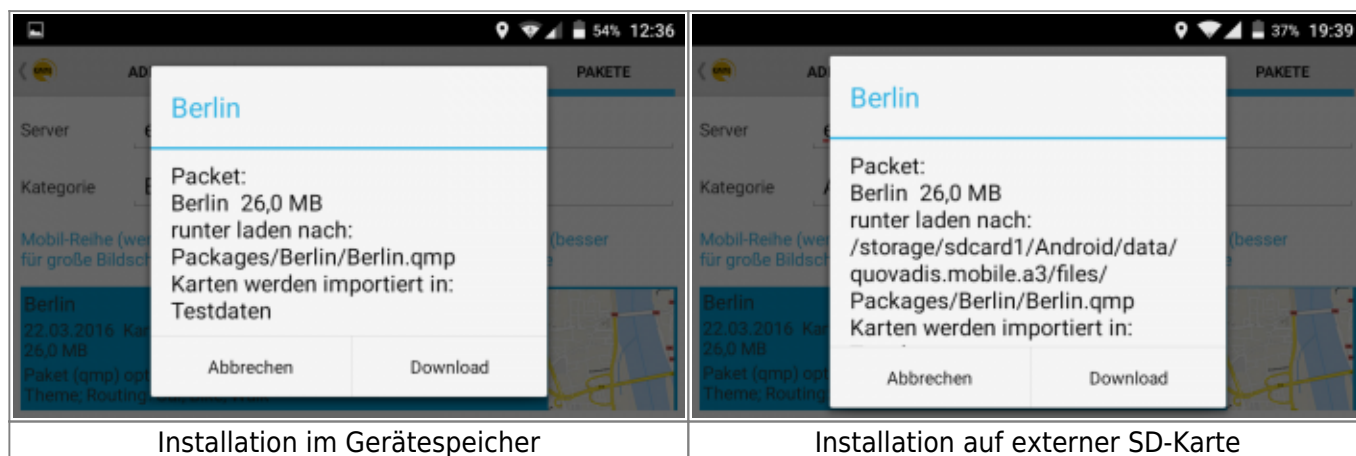 54% 12:36
AD
PAKETE
Server
Kategorie
Berlin
Packet:
Berlin 26,0 MB
runter laden nach:
Packages/Berlin/Berlin.qmp
Karten werden importiert in:
Testdaten
Abbrechen
Download
Mobil-Reihe
(besser
für große
Berlin
22.03.2016
26,0 MB
Paket (qmp)
Theme; Routing
Installation im Gerätespeicher
37% 19:39
AD
PAKETE
Server
Kategorie
Berlin
Packet:
Berlin 26,0 MB
runter laden nach:
/storage/sdcard1/Android/data/
quovadis.mobile.a3/files/
Packages/Berlin/Berlin.qmp
Karten werden importiert in:
Abbrechen
Download
Mobil-Reihe
(besser
für große
Berlin
22.03.2016
26,0 MB
Paket (qmp)
Theme; Routing
Installation auf externer SD-Karte